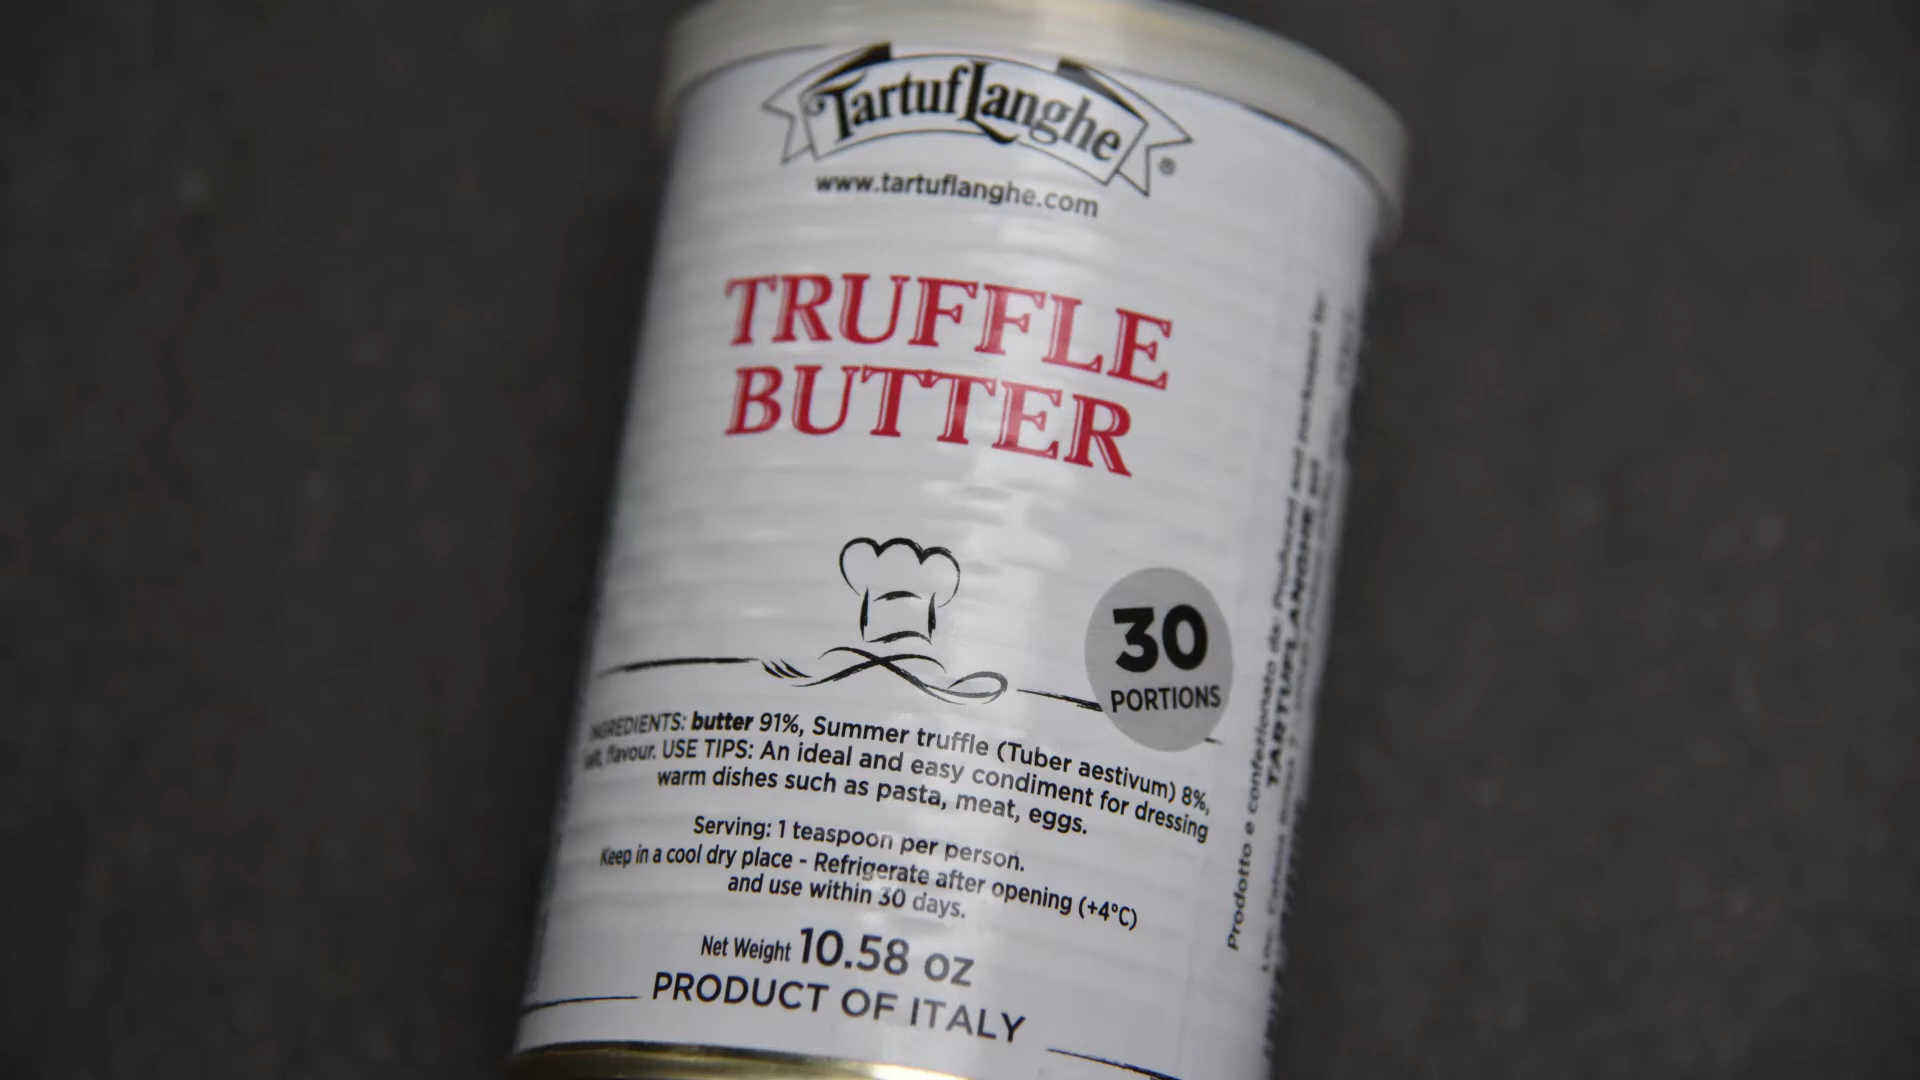 TartufLanghe
®
www.tartuflanghe.com
TRUFFLE
BUTTER
30
PORTIONS
INGREDIENTS: butter 91%, Summer truffle (Tuber aestivum) 8%,
salt, flavour. USE TIPS: An ideal and easy condiment for dressing
warm dishes such as pasta, meat, eggs.
Serving: 1 teaspoon per person.
Keep in a cool dry place - Refrigerate after opening (+4°C)
and use within 30 days.
Net Weight 10.58 oz
PRODUCT OF ITALY
Prodotto e confezionato da Produced and packaged by
TARTUFLANGHE